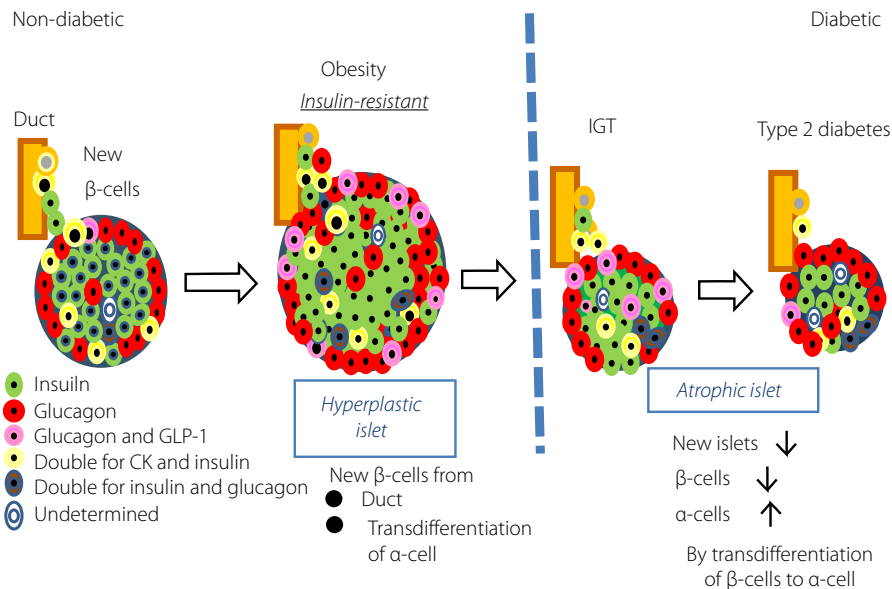 Non-diabetic
Diabetic
Obesity
Insulin-resistant
IGT
Type 2 diabetes
Duct
New
β-cells
Insuiln
Glucagon
Glucagon and GLP-1
Double for CK and insulin
Double for insulin and glucagon
Undetermined
Hyperplastic
islet
New β-cells from
Duct
Transdifferentiation
of α-cell
Atrophic islet
New islets ↓
β-cells ↓
α-cells ↑
By transdifferentiation
of β-cells to α-cell